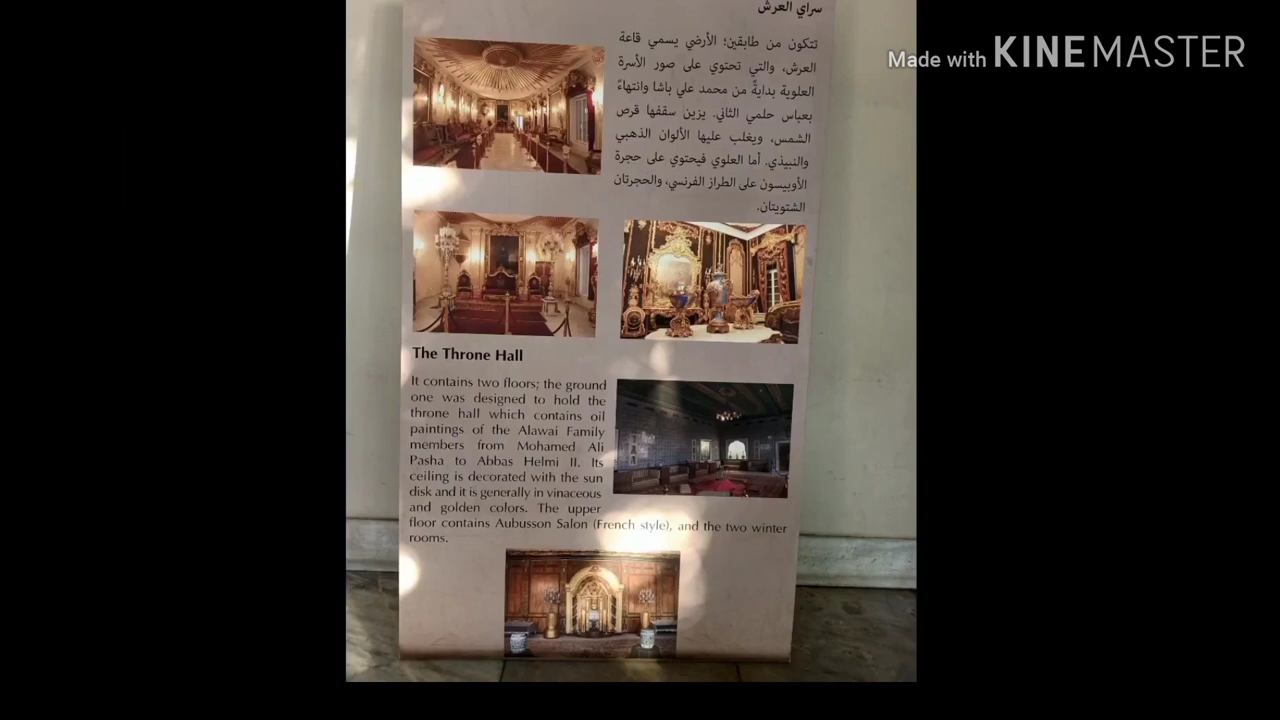 سراي العرش
تتكون من طابقين؛ الأرضي يسمي قاعة
العرش، والتي تحتوي على صور الأسرة
العلوية بدايةً من محمد علي باشا وانتهاءً
بعباس حلمي الثاني. يزين سقفها قرص
الشمس، ويغلب عليها الألوان الذهبي
والنبيذي. أما العلوي فيحتوي على حجرة
الأوبيسون على الطراز الفرنسي، والحجرتان
الشتويتان.
The Throne Hall
It contains two floors; the ground
one was designed to hold the
throne hall which contains oil
paintings of the Alawai Family
members from Mohamed Ali
Pasha to Abbas Helmi II. Its
ceiling is decorated with the sun
disk and it is generally in vinaceous
and golden colors. The upper
floor contains Aubusson Salon (French style), and the two winter
rooms.
Made with KINEMASTER